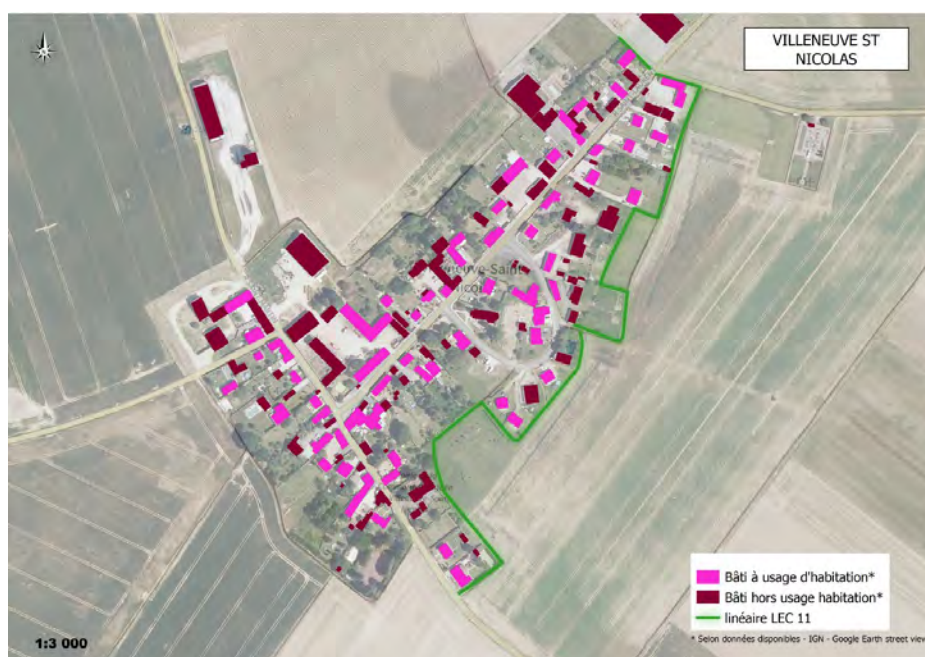 VILLENEUVE ST
NICOLAS
Bâti à usage d'habitation*
Bâti hors usage habitation*
linéaire LEC 11
* Selon données disponibles - IGN - Google Earth street view
1:3 000